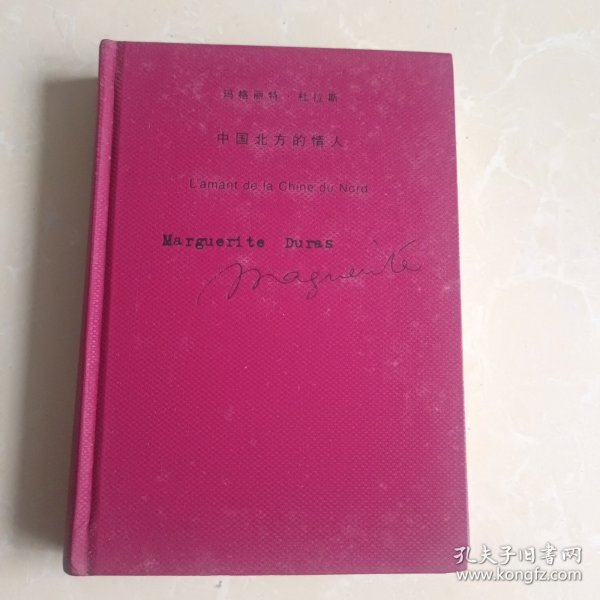 玛格丽特·杜拉斯
中国北方的情人
L'amant de la Chine du Nord
Marguerite Duras
Marguerite
孔夫子旧书网
www.kongfz.com